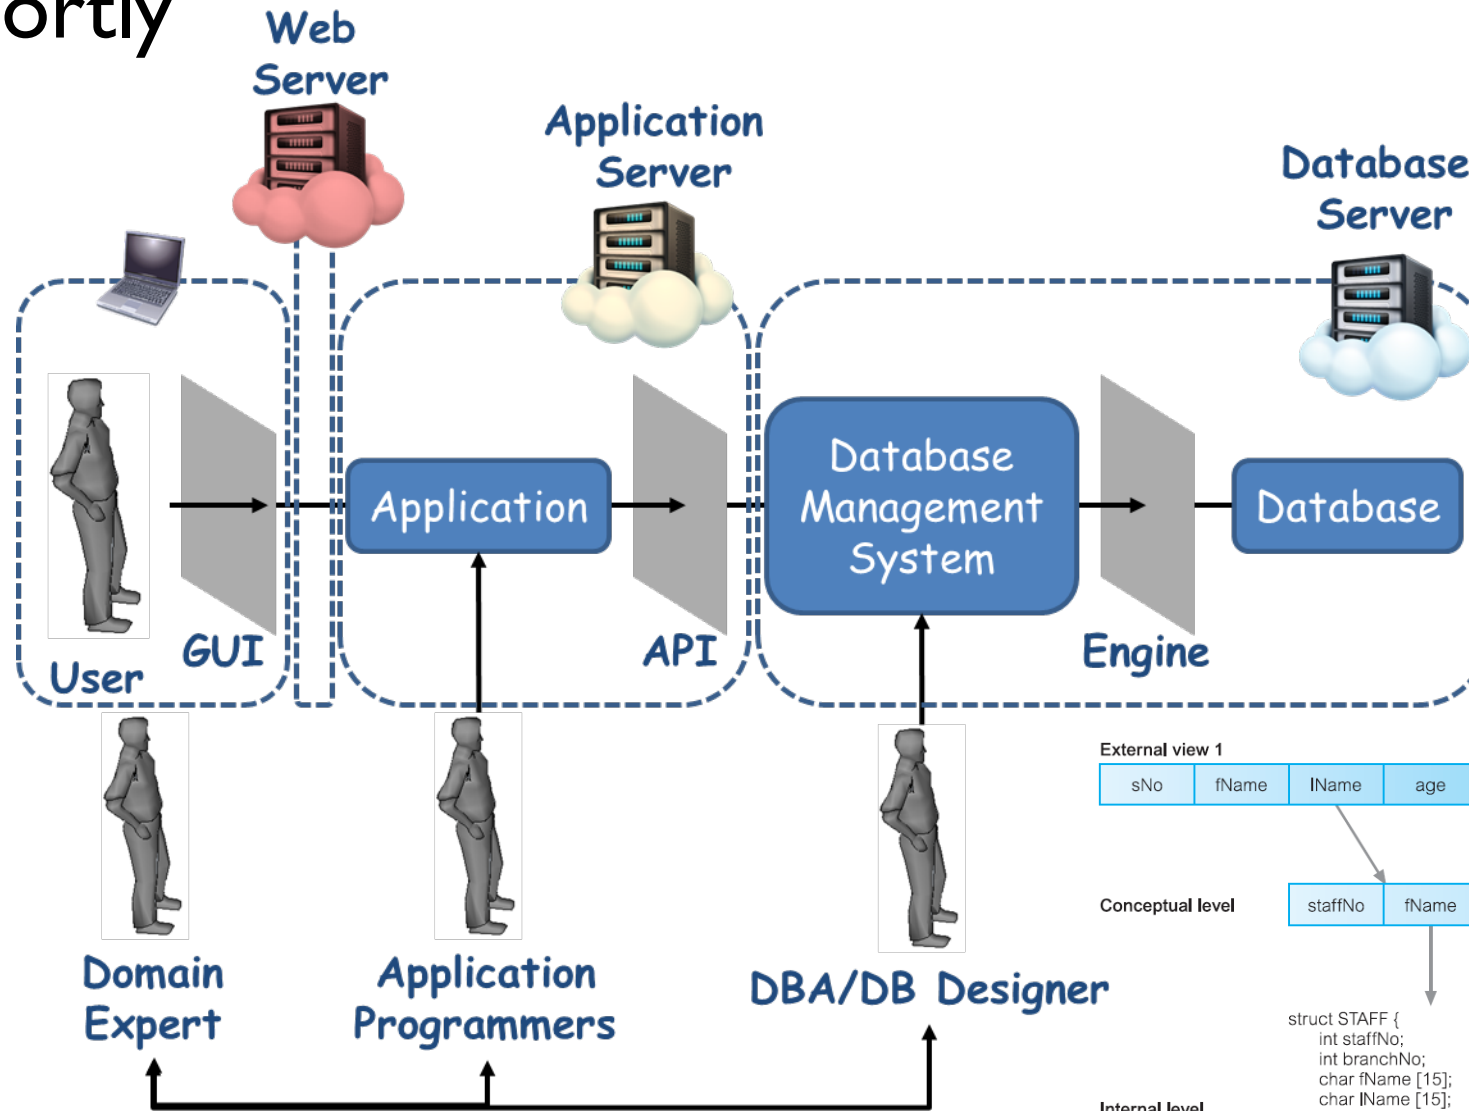 Web
Server
Application
Server
Database
Server
Application
Database
Management
System
Database
User
GUI
API
Engine
Domain
Expert
Application
Programmers
DBA/DB Designer
External view 1
sNo fName lName age
Conceptual level staffNo fName
struct STAFF {
int staffNo;
int branchNo;
char fName [15];
char lName [15];
Internal level